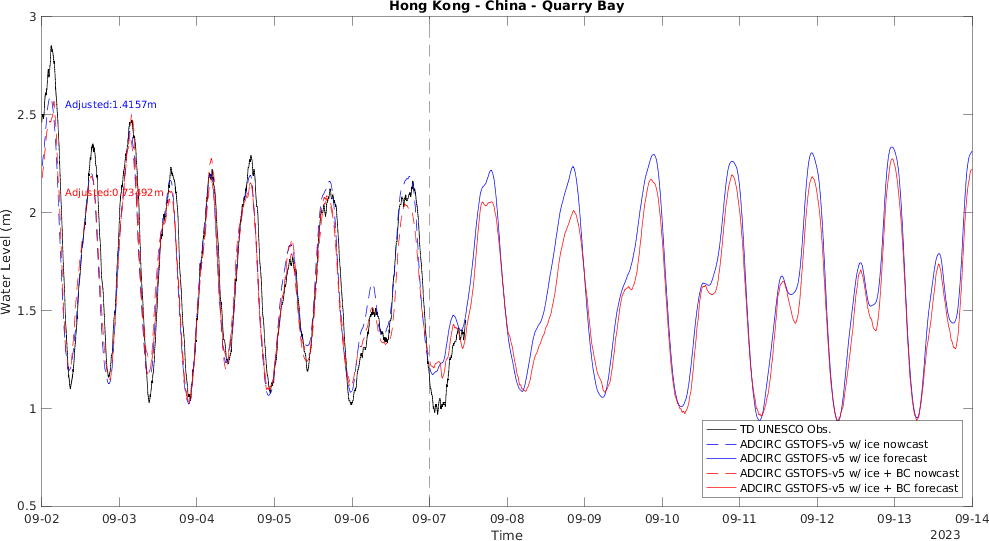 Hong Kong - China - Quarry Bay
Water Level (m)
3
2.5
2
1.5
1
0.5
Adjusted:1.4157m
Adjusted:0.73492m
TD UNESCO Obs.
ADCIRC GSTOFS-v5 w/ ice nowcast
ADCIRC GSTOFS-v5 w/ ice forecast
ADCIRC GSTOFS-v5 w/ ice + BC nowcast
ADCIRC GSTOFS-v5 w/ ice + BC forecast
09-02 09-03 09-04 09-05 09-06 09-07 09-08 09-09 09-10 09-11 09-12 09-13 09-14
Time
2023